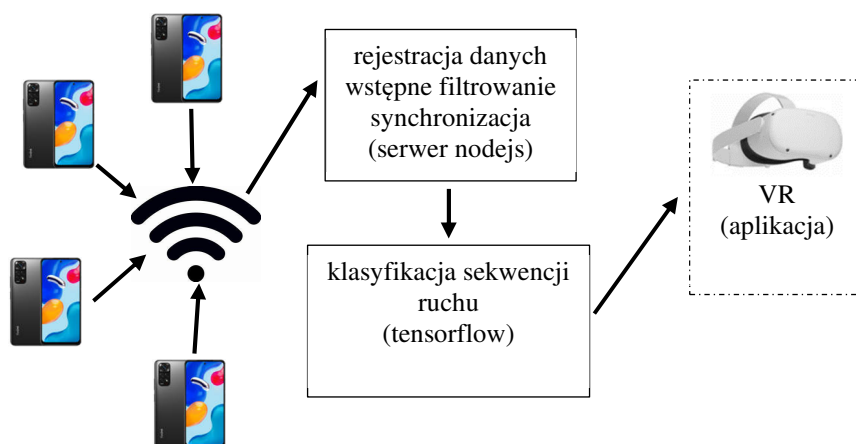 rejestracja danych
wstępne filtrowanie
synchronizacja
(serwer nodejs)
klasyfikacja sekwencji
ruchu
(tensorflow)
VR
(aplikacja)